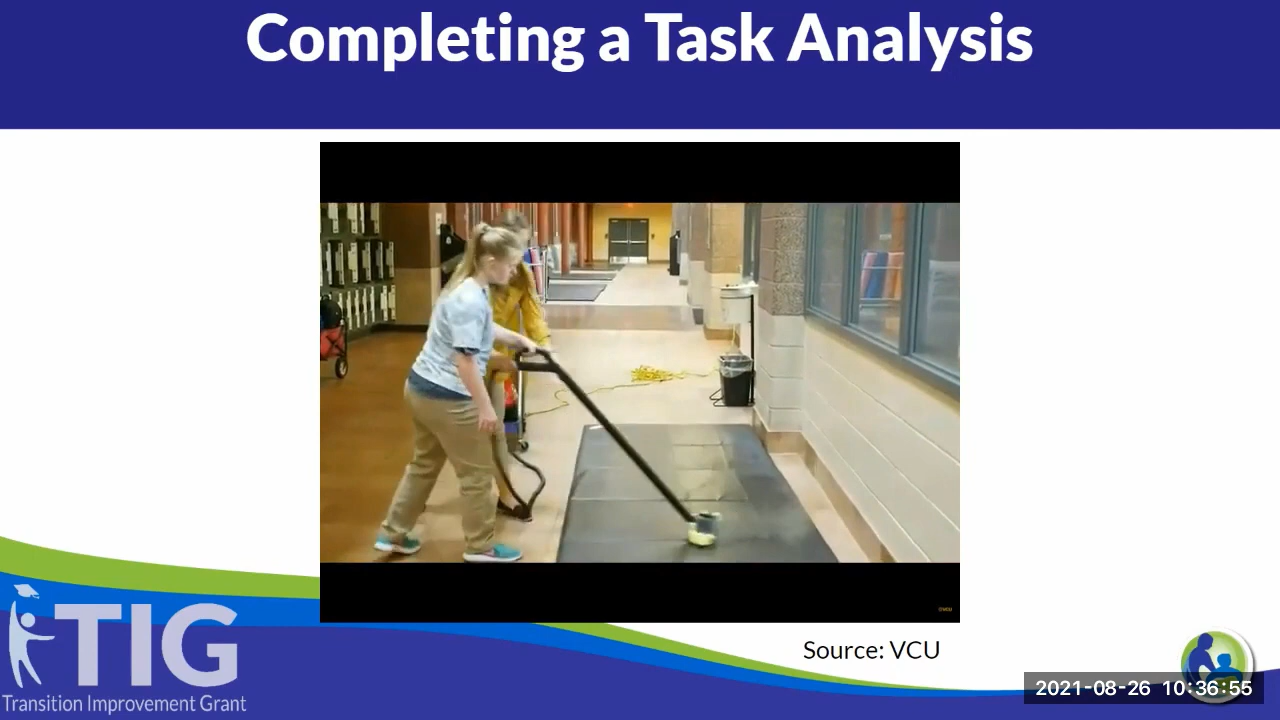 Completing a Task Analysis
Source: VCU
TIG
Transition Improvement Grant
2021-08-26 10:36:55